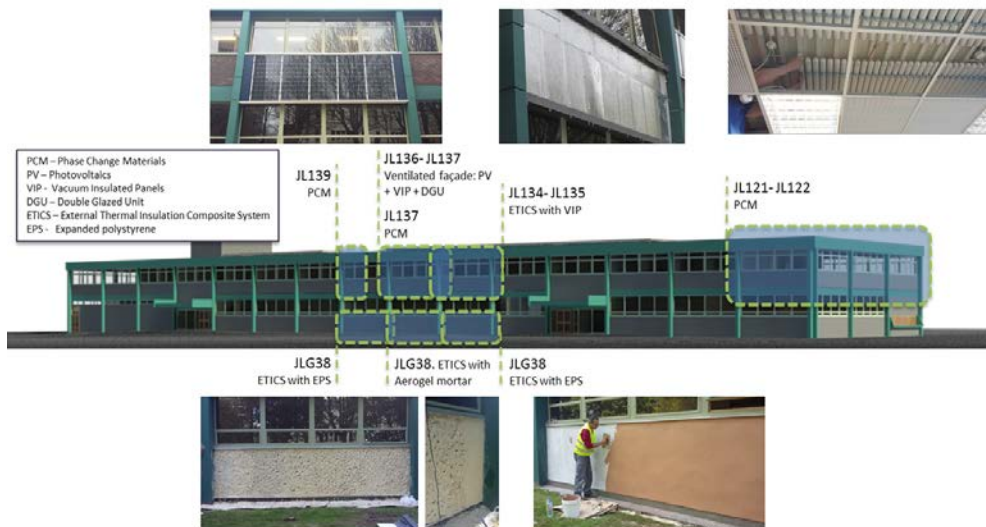 PCM – Phase Change Materials
PV – Photovoltaics
VIP - Vacuum Insulated Panels
DGU – Double Glazed Unit
ETICS – External Thermal Insulation Composite System
EPS - Expanded polystyrene
JL139
PCM
JL136- JL137
Ventilated façade: PV
+ VIP + DGU
JL137
PCM
JL134- JL135
ETICS with VIP
JL121- JL122
PCM
JLG38
ETICS with EPS
JLG38. ETICS with
Aerogel mortar
JLG38
ETICS with EPS